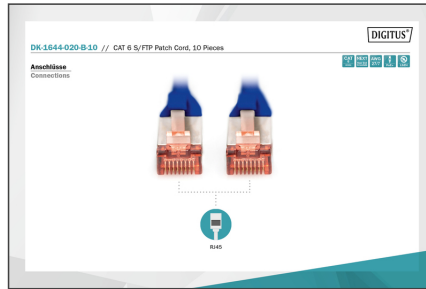 DIGITUS®
DK-1644-020-B-10 // CAT 6 S/FTP Patch Cord, 10 Pieces
Anschlüsse
Connections
RJ45